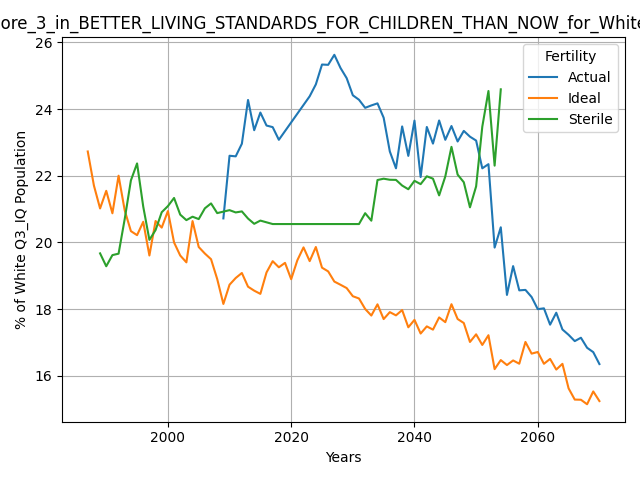 ore_3_in_BETTER_LIVING_STANDARDS_FOR_CHILDREN_THAN_NOW_for_White
Fertility
Actual
Ideal
Sterile
% of White Q3_IQ Population
26
24
22
20
18
16
2000
2020
2040
2060
Years